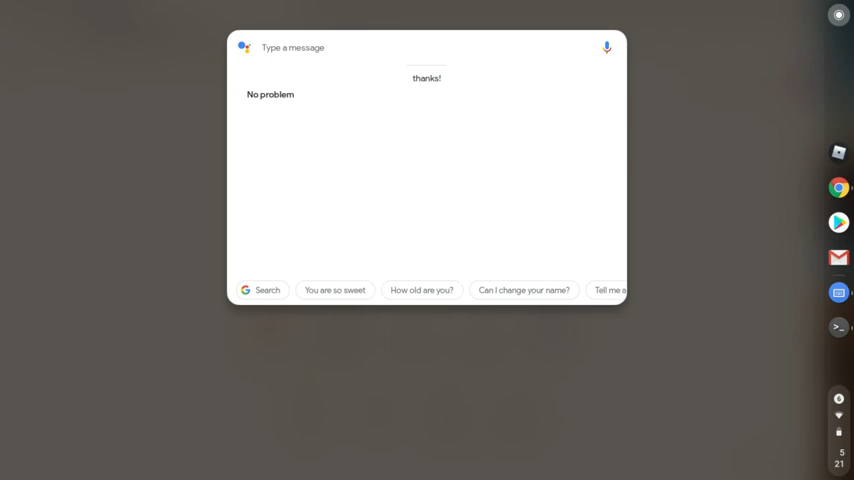 Type a message
thanks!
No problem
Search
You are so sweet
How old are you?
Can I change your name?
Tell me a
>_
6
5
21